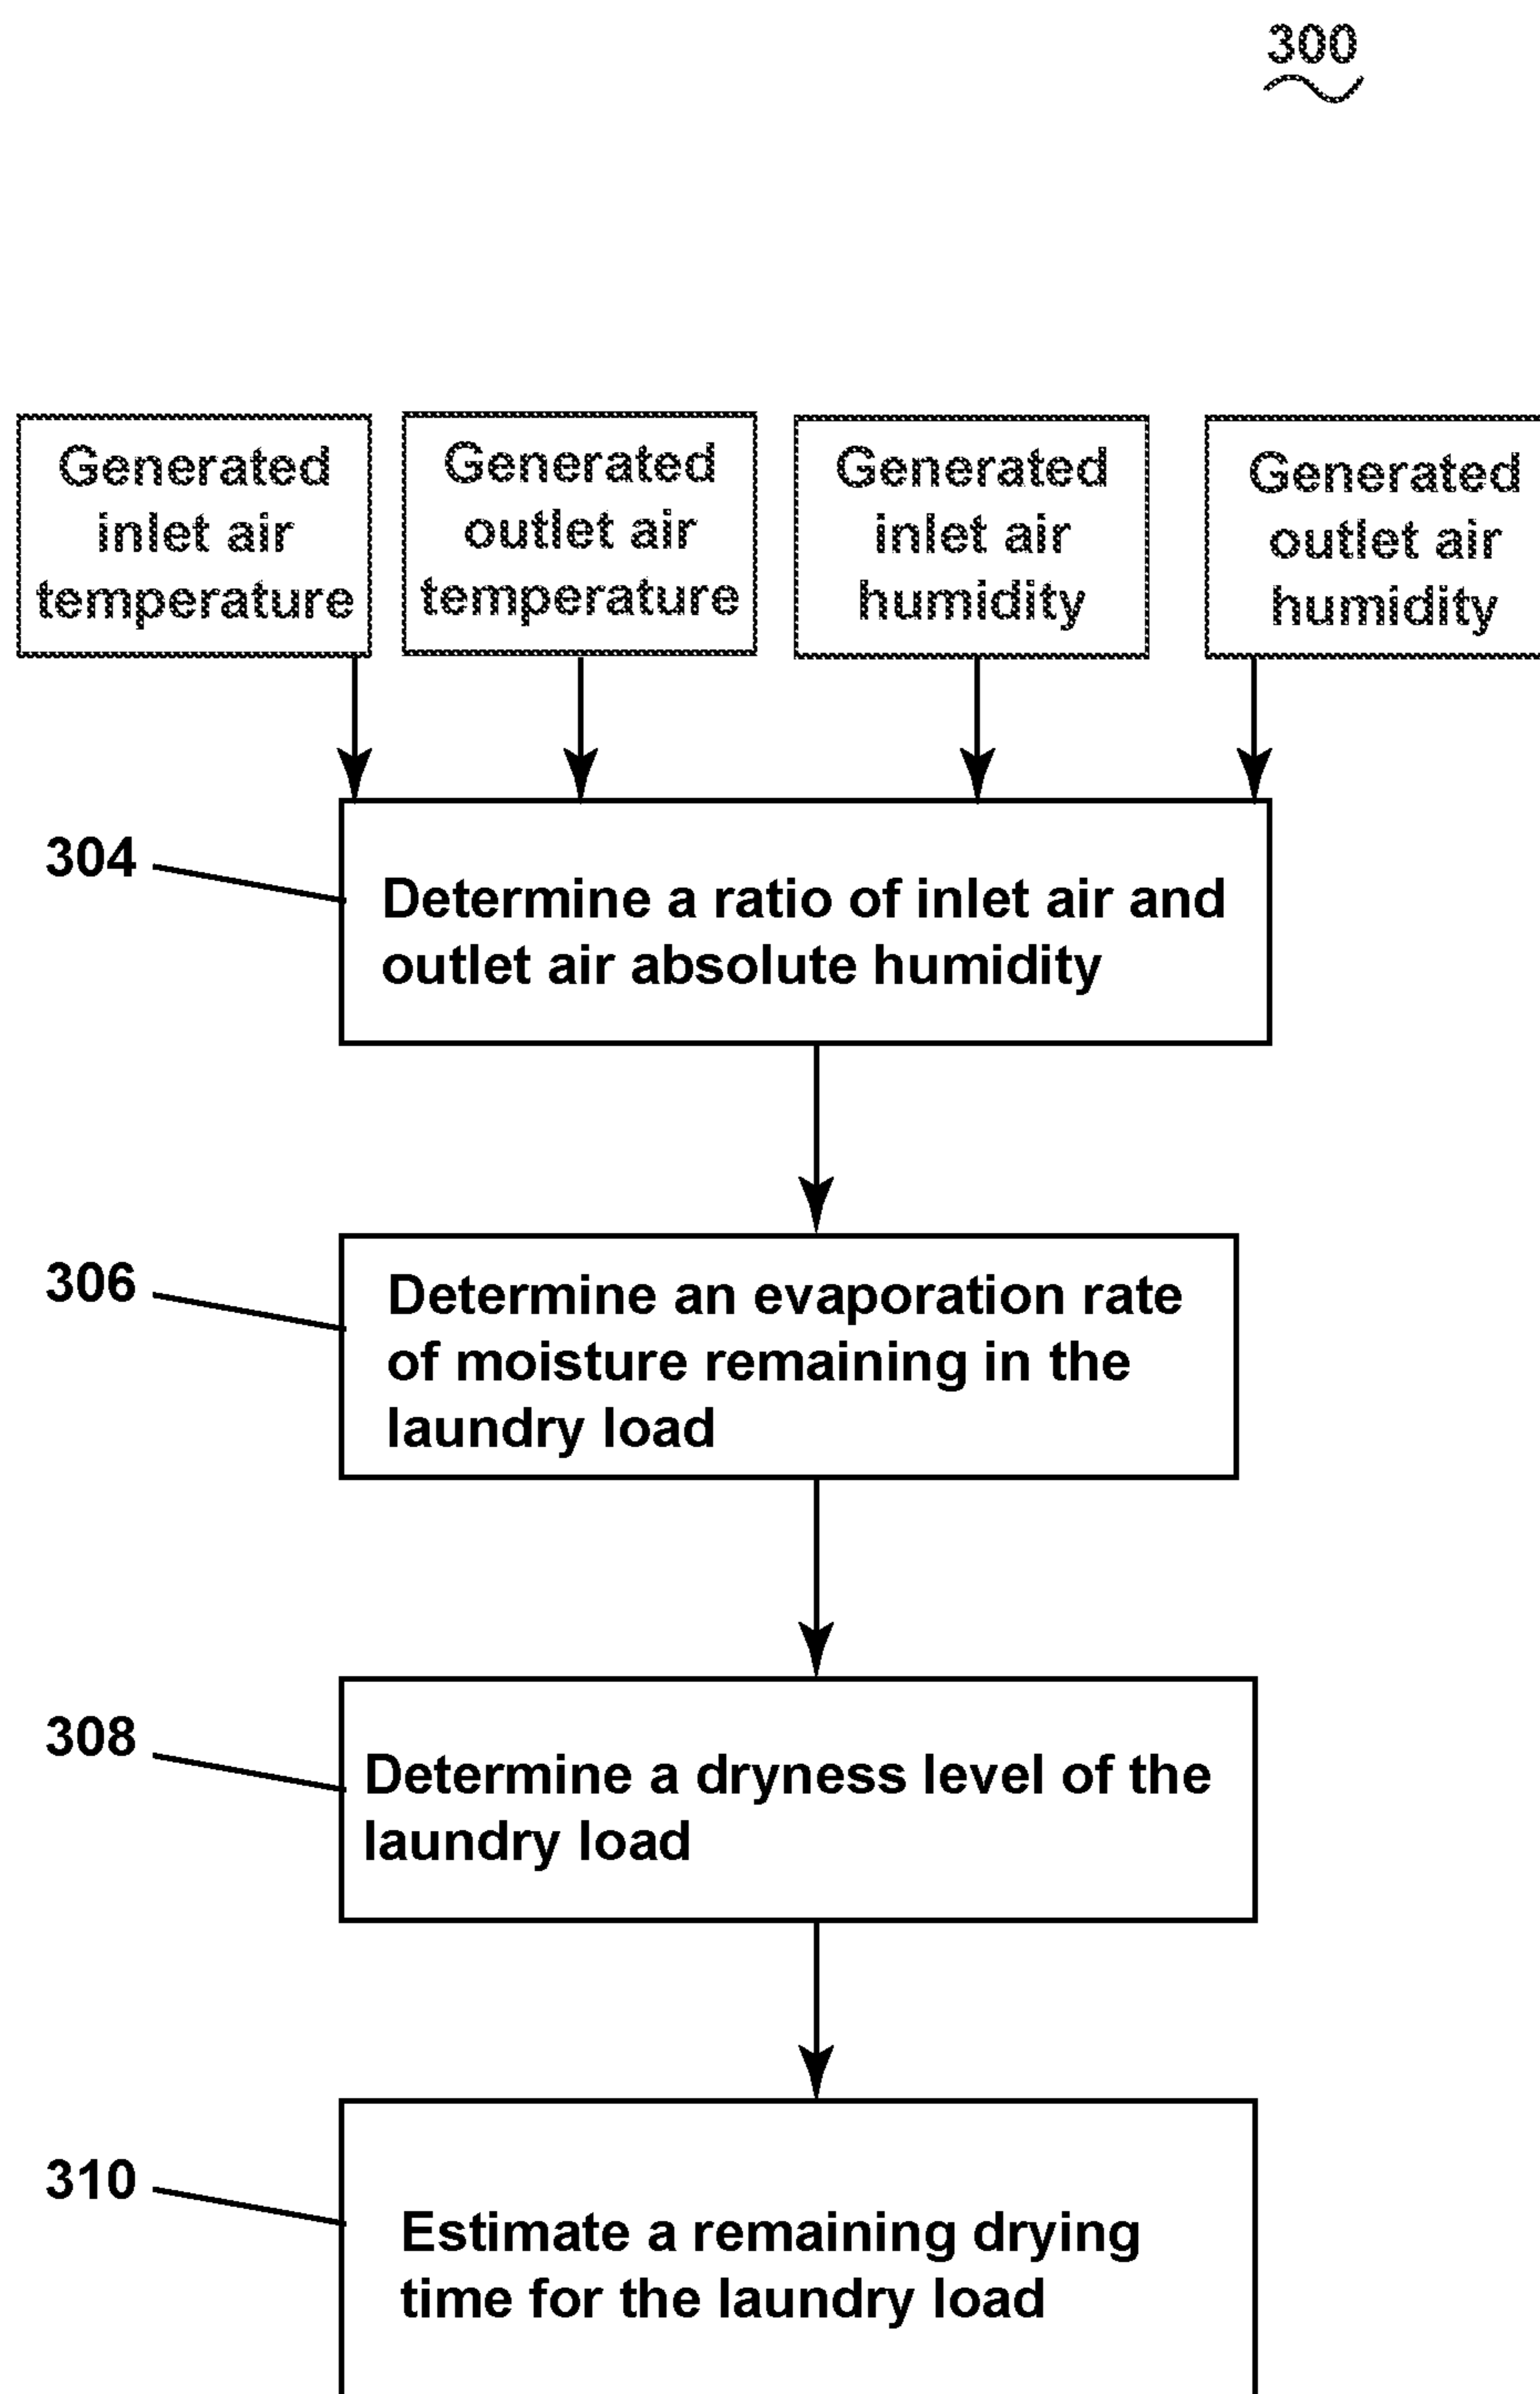 300
Generated
inlet air
temperature
Generated
outlet air
temperature
Generated
inlet air
humidity
Generated
outlet air
humidity
304
Determine a ratio of inlet air and
outlet air absolute humidity
306
Determine an evaporation rate
of moisture remaining in the
laundry load
308
Determine a dryness level of the
laundry load
310
Estimate a remaining drying
time for the laundry load